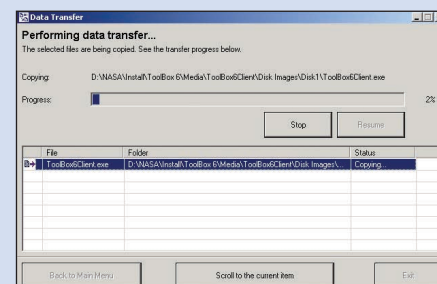 Data Transfer
Performing data transfer...
The selected files are being copied. See the transfer progress below.
Copying: D:\NASA\Install\ToolBox 6\Media\ToolBox6Client\Disk Images\Disk1\ToolBox6Client.exe
Progress: 2%
Stop Resume
File Folder Status
ToolBox6Client.exe D:\NASA\Install\ToolBox 6\Media\ToolBox6Client\Disk Images\... Copying...
Back to Main Menu Scroll to the current item Exit